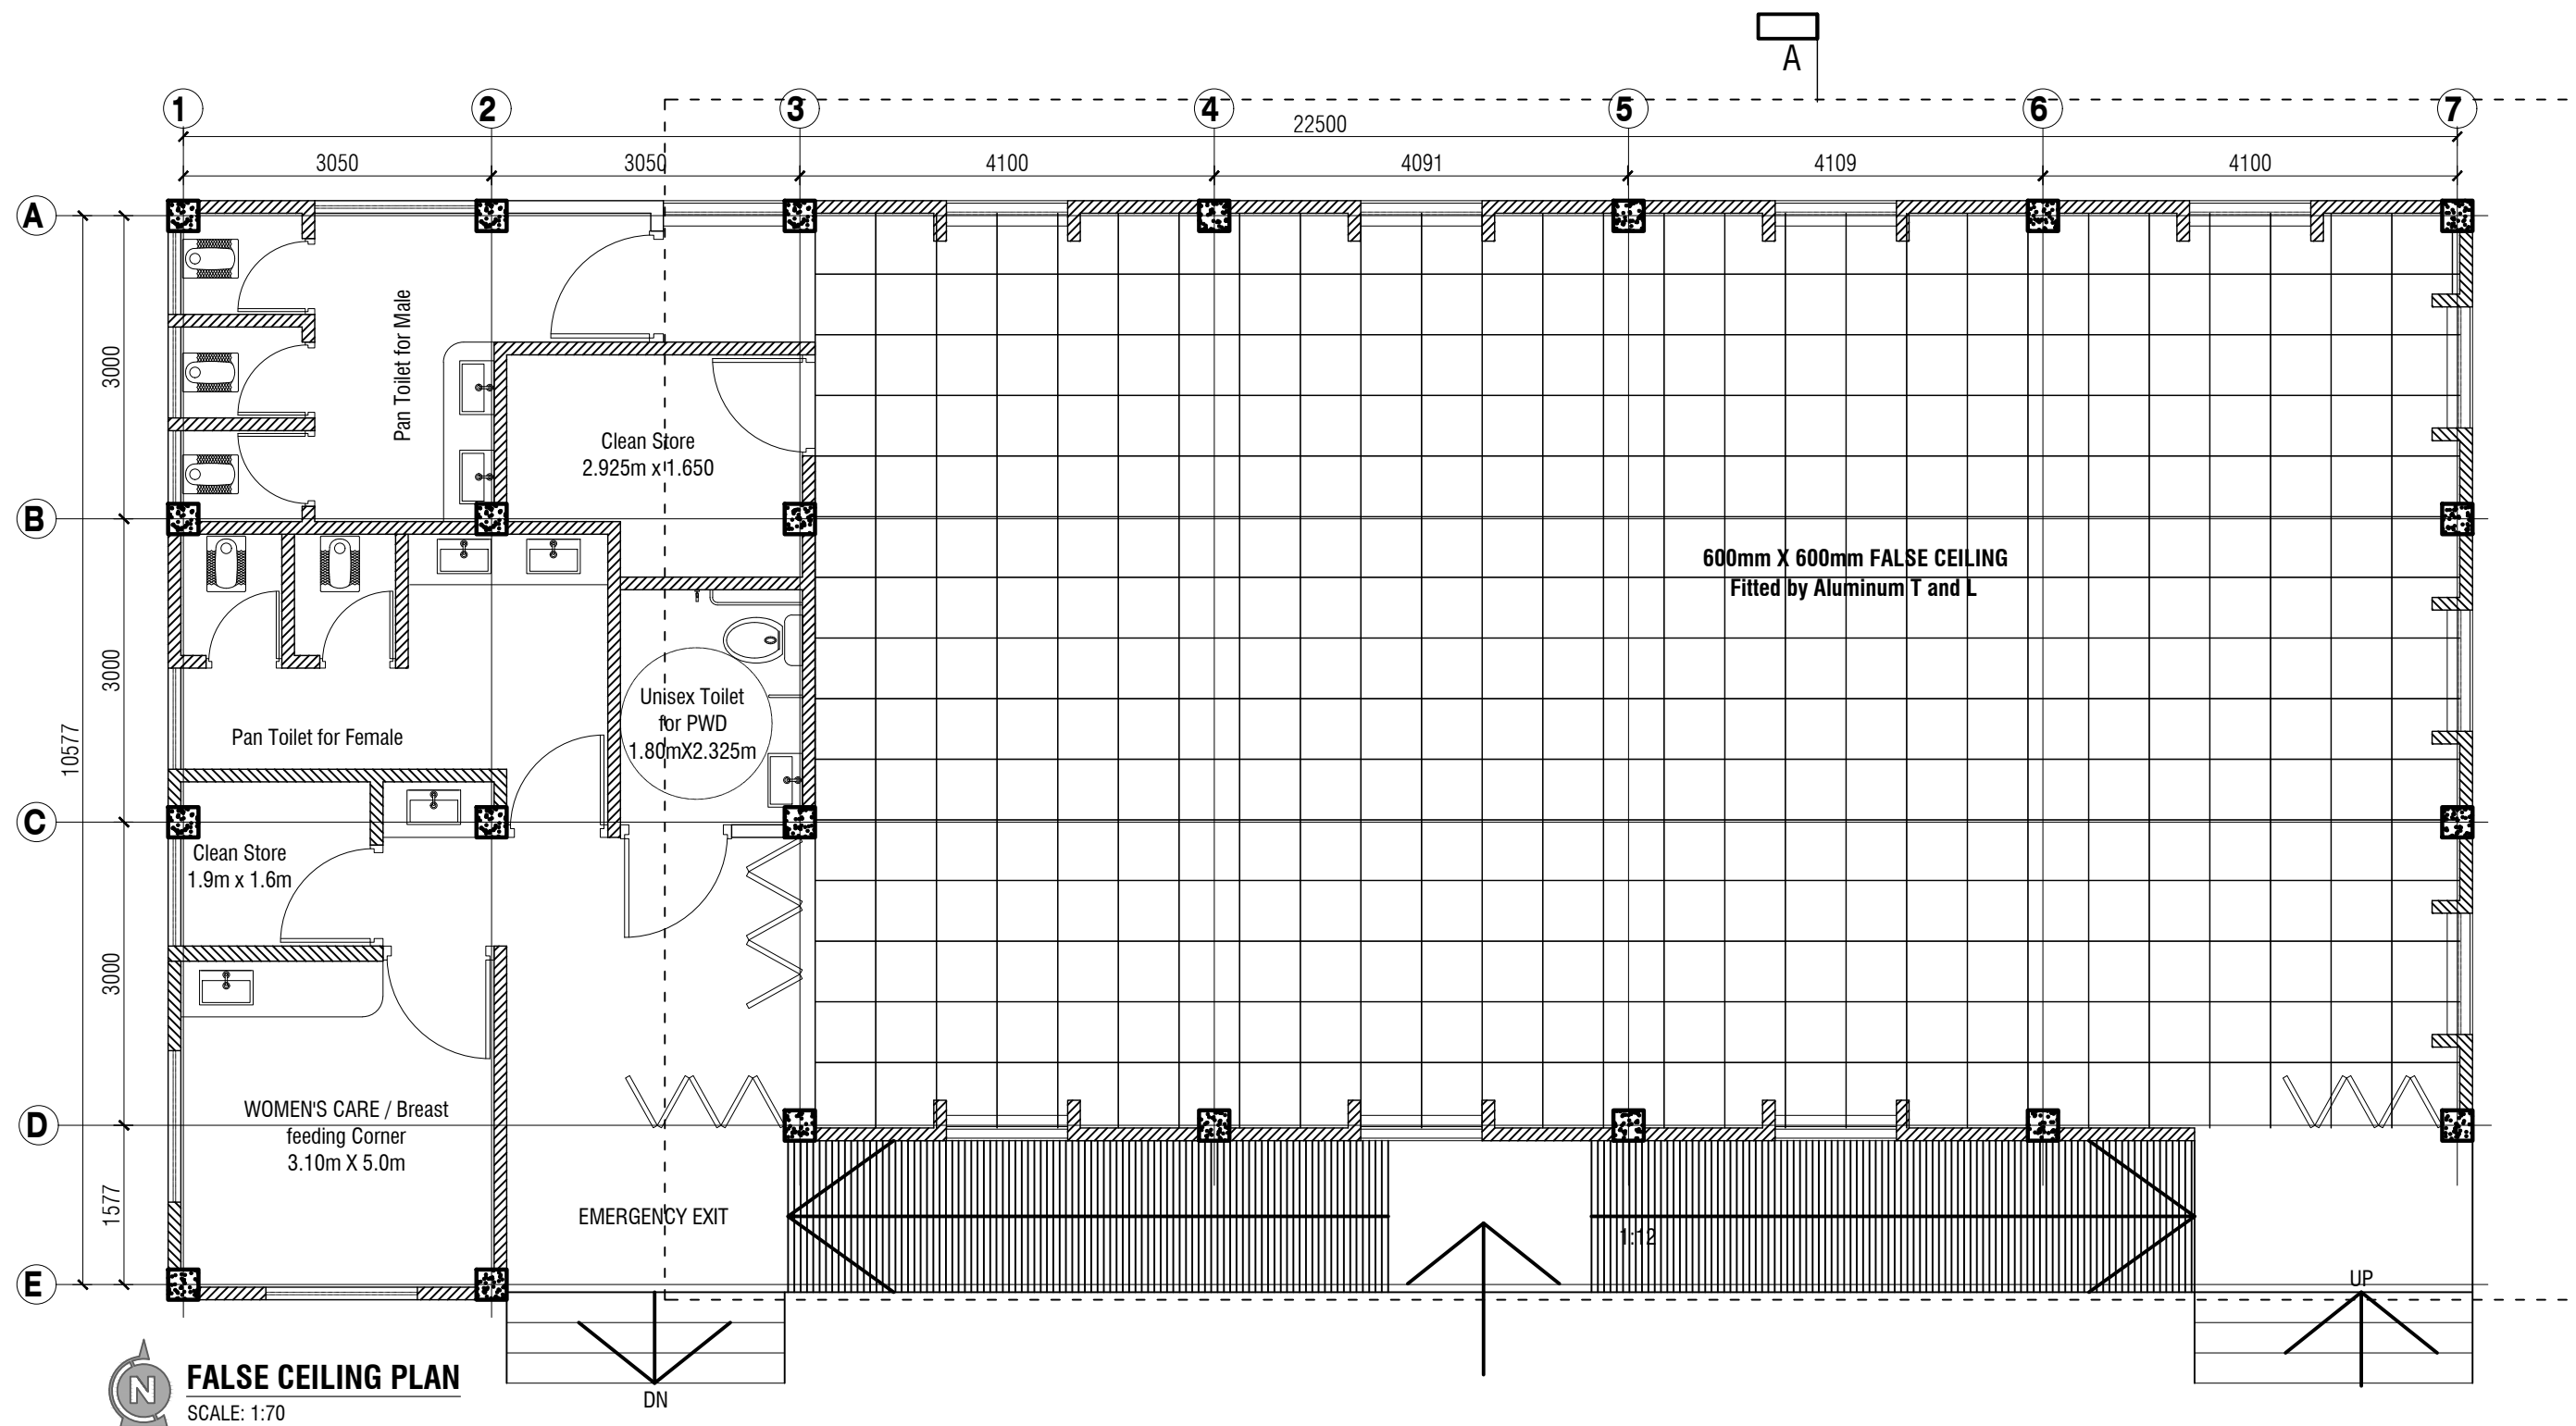 A
1
2
3
4
5
6
7
22500
3050
3050
4100
4091
4109
4100
A
B
C
D
E
3000
3000
3000
1577
10577
Pan Toilet for Male
Clean Store
2.925m x 1.650
600mm X 600mm FALSE CEILING
Fitted by Aluminum T and L
Unisex Toilet
for PWD
1.80mX2.325m
Pan Toilet for Female
Clean Store
1.9m x 1.6m
WOMEN'S CARE / Breast
feeding Corner
3.10m X 5.0m
EMERGENCY EXIT
1:12
UP
DN
N
FALSE CEILING PLAN
SCALE: 1:70